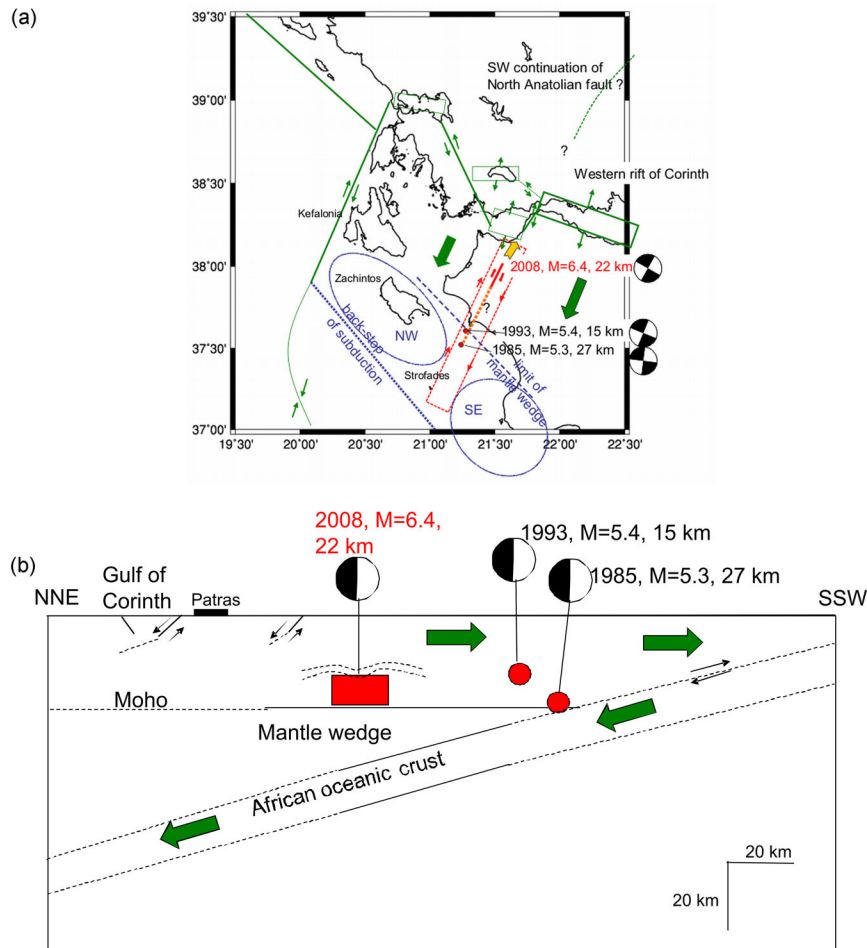 (a)
39˚30'
39˚00'
38˚30'
38˚00'
37˚30'
37˚00'
19˚30'
20˚00'
20˚30'
21˚00'
21˚30'
22˚00'
22˚30'
SW continuation of
North Anatolian fault ?
?
Western rift of Corinth
Kefalonia
2008, M=6.4, 22 km
Zachintos
NW
?
1993, M=5.4, 15 km
1985, M=5.3, 27 km
back-stop
of subduction
Strofades
limit of
mantle wedge
SE
(b)
2008, M=6.4,
22 km
1993, M=5.4, 15 km
1985, M=5.3, 27 km
NNE
Gulf of
Corinth
Patras
SSW
Moho
Mantle wedge
African oceanic crust
20 km
20 km